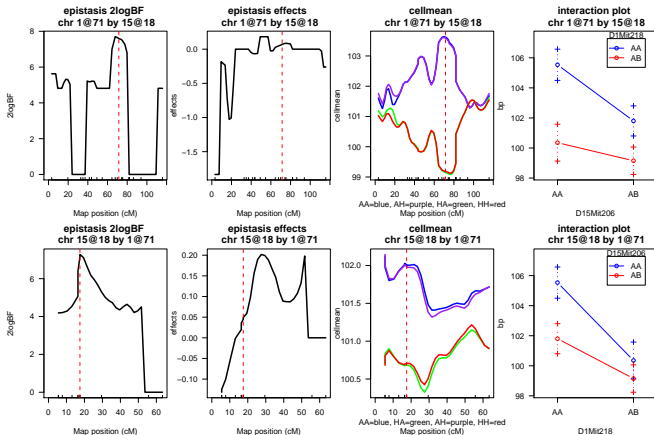 epistasis 2logBF
chr 1@71 by 15@18
2logBF
8
6
4
2
0
0 20 40 60 80 100
Map position (cM)
epistasis effects
chr 1@71 by 15@18
effects
0.0
−0.5
−1.0
−1.5
0 20 40 60 80 100
Map position (cM)
cellmean
chr 1@71 by 15@18
cellmean
103
102
101
100
99
0 20 40 60 80 100
Map position (cM)
AA=blue, AH=purple, HA=green, HH=red
interaction plot
chr 1@71 by 15@18
D1Mit218
AA
AB
bp
106
104
102
100
98
AA AB
D15Mit206
epistasis 2logBF
chr 15@18 by 1@71
2logBF
6
4
2
0
0 10 20 30 40 50 60
Map position (cM)
epistasis effects
chr 15@18 by 1@71
effects
0.20
0.15
0.10
0.05
0.00
−0.05
−0.10
0 10 20 30 40 50 60
Map position (cM)
cellmean
chr 15@18 by 1@71
cellmean
102.0
101.5
101.0
100.5
0 10 20 30 40 50 60
Map position (cM)
AA=blue, HA=green, AH=purple, HH=red
interaction plot
chr 15@18 by 1@71
D15Mit206
AA
AB
bp
106
104
102
100
98
AA AB
D1Mit218